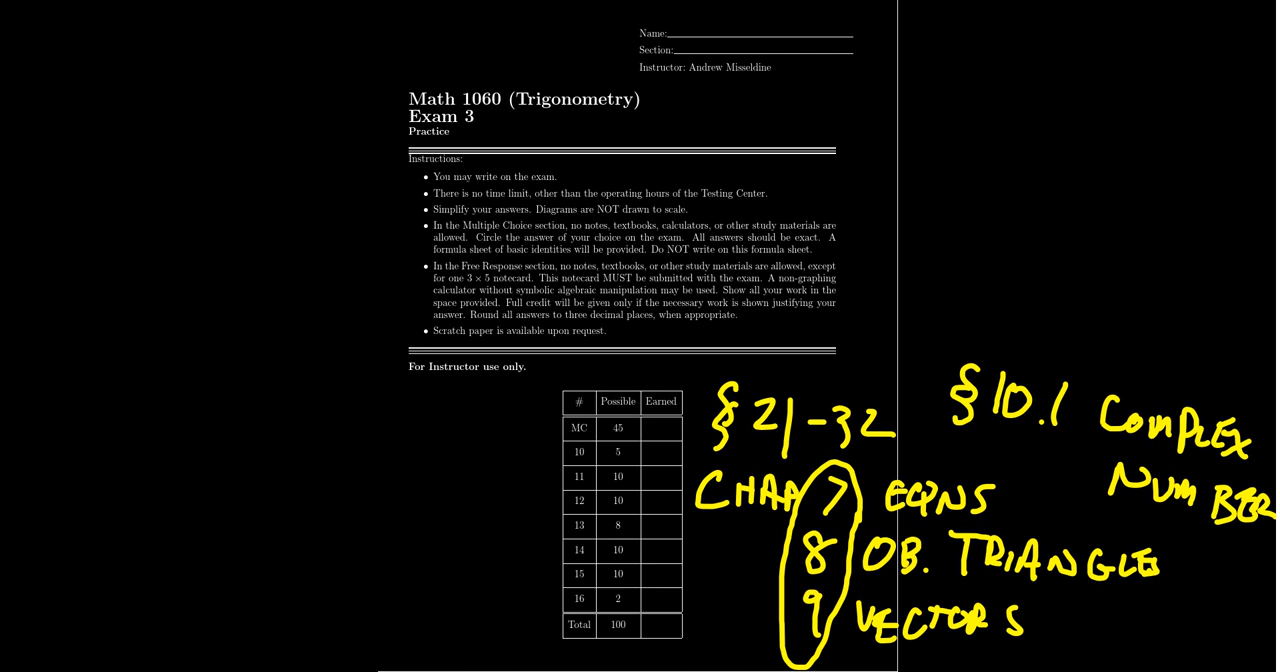 Name:
Section:
Instructor: Andrew Misseldine
Math 1060 (Trigonometry)
Exam 3
Practice
Instructions:
• You may write on the exam.
• There is no time limit, other than the operating hours of the Testing Center.
• Simplify your answers. Diagrams are NOT drawn to scale.
• In the Multiple Choice section, no notes, textbooks, calculators, or other study materials are
allowed. Circle the answer of your choice on the exam. All answers should be exact. A
formula sheet of basic identities will be provided. Do NOT write on this formula sheet.
• In the Free Response section, no notes, textbooks, or other study materials are allowed, except
for one 3 × 5 notecard. This notecard MUST be submitted with the exam. A non-graphing
calculator without symbolic algebraic manipulation may be used. Show all your work in the
space provided. Full credit will be given only if the necessary work is shown justifying your
answer. Round all answers to three decimal places, when appropriate.
• Scratch paper is available upon request.
For Instructor use only.
# Possible Earned
MC 45
10 5
11 10
12 10
13 8
14 10
15 10
16 2
Total 100
§ 21-32
CHAP 7 EQNS
8 OB. TRIANGLES
9 VECTORS
§ 10.1 COMPLEX
NUMBER